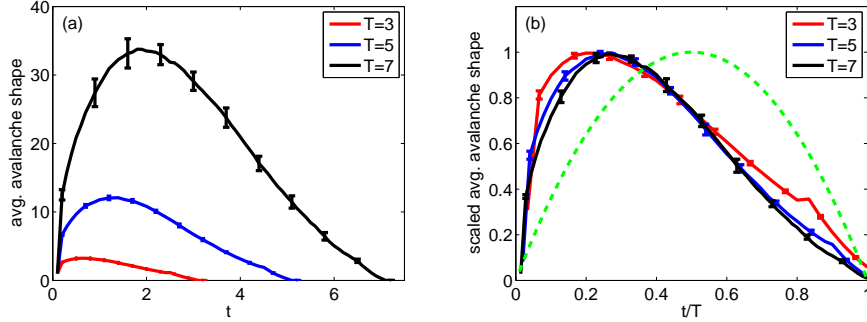 (a)
T=3
T=5
T=7
avg. avalanche shape
40
30
20
10
0
0
2
4
6
t
(b)
T=3
T=5
T=7
scaled avg. avalanche shape
1
0.8
0.6
0.4
0.2
0
0
0.2
0.4
0.6
0.8
1
t/T